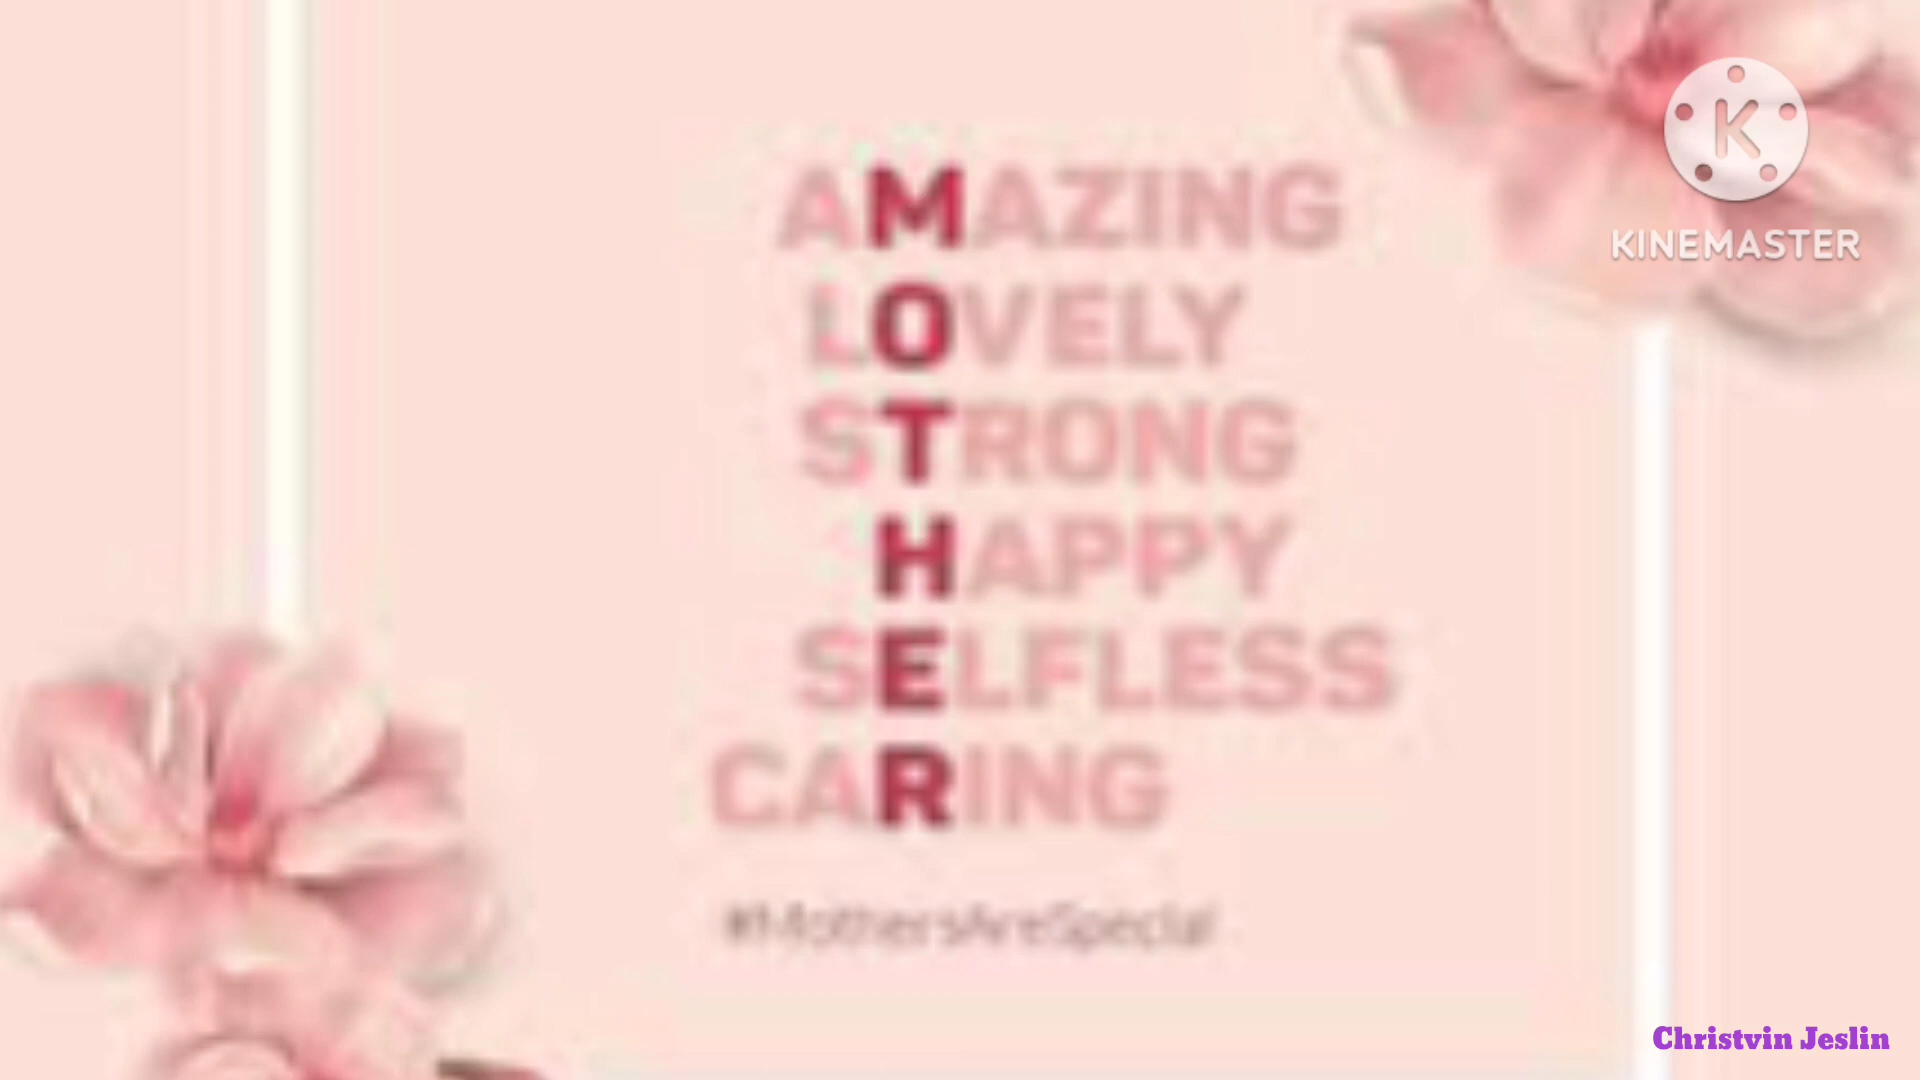 AMAZING
KINEMASTER
LOVELY
STRONG
HAPPY
SELFLESS
CARING
#MothersAreSpecial
Christvin Jeslin